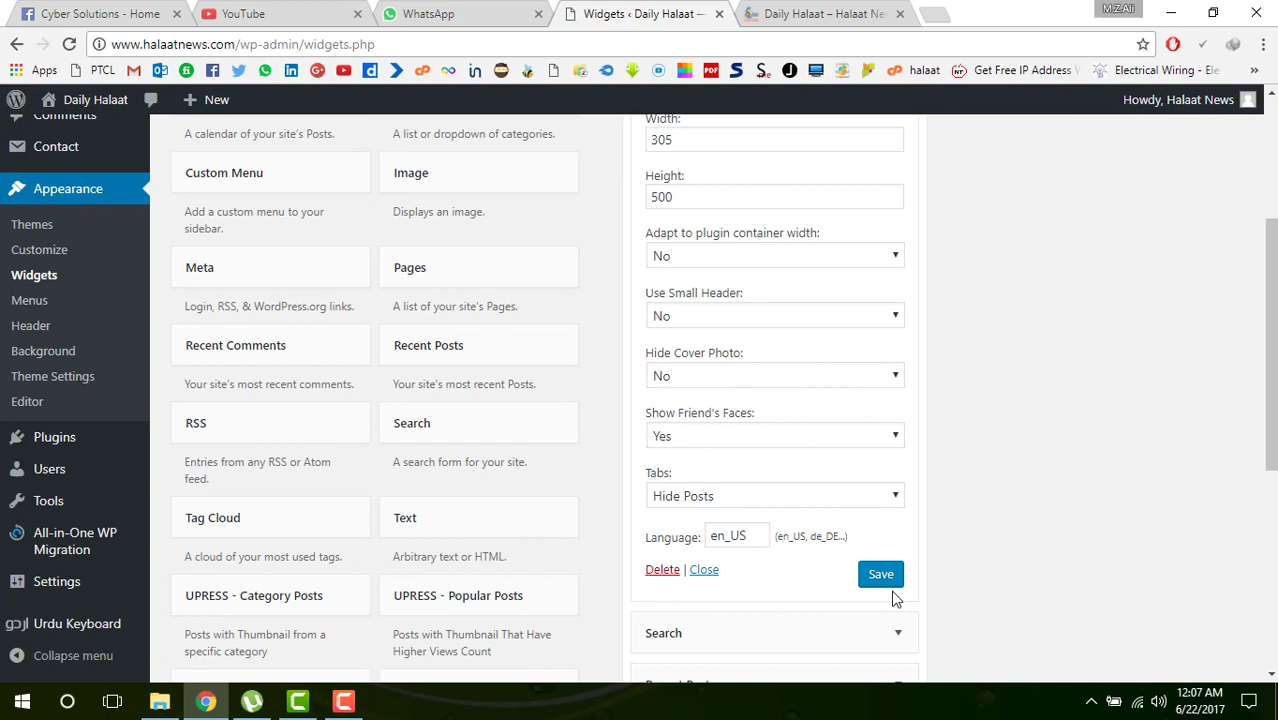 Cyber Solutions - Home
YouTube
WhatsApp
Widgets ‹ Daily Halaat —
Daily Halaat – Halaat Ne
M.Z.Ali
www.halaatnews.com/wp-admin/widgets.php
Apps
PTCL
halaat
Get Free IP Address
Electrical Wiring - Ele
Daily Halaat
New
Howdy, Halaat News
Comments
Contact
Appearance
Themes
Customize
Widgets
Menus
Header
Background
Theme Settings
Editor
Plugins
Users
Tools
All-in-One WP
Migration
Settings
Urdu Keyboard
Collapse menu
A calendar of your site's Posts.
A list or dropdown of categories.
Custom Menu
Image
Add a custom menu to your
sidebar.
Displays an image.
Meta
Pages
Login, RSS, & WordPress.org links.
A list of your site's Pages.
Recent Comments
Recent Posts
Your site's most recent comments.
Your site's most recent Posts.
RSS
Search
Entries from any RSS or Atom
feed.
A search form for your site.
Tag Cloud
Text
A cloud of your most used tags.
Arbitrary text or HTML.
UPRESS - Category Posts
UPRESS - Popular Posts
Posts with Thumbnail from a
specific category
Posts with Thumbnail That Have
Higher Views Count
Width:
305
Height:
500
Adapt to plugin container width:
No
Use Small Header:
No
Hide Cover Photo:
No
Show Friend's Faces:
Yes
Tabs:
Hide Posts
Language: en_US (en_US, de_DE...)
Delete | Close
Save
Search
12:07 AM
6/22/2017